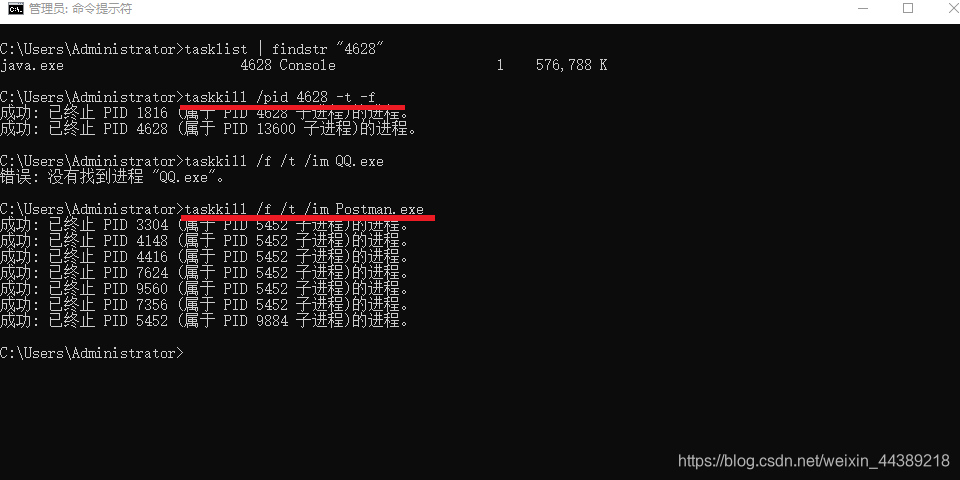 管理员: 命令提示符
C:\Users\Administrator>tasklist | findstr "4628"
java.exe 4628 Console 1 576,788 K
C:\Users\Administrator>taskkill /pid 4628 -t -f
成功: 已终止 PID 1816 (属于 PID 4628 子进程)的进程。
成功: 已终止 PID 4628 (属于 PID 13600 子进程)的进程。
C:\Users\Administrator>taskkill /f /t /im QQ.exe
错误: 没有找到进程 "QQ.exe"。
C:\Users\Administrator>taskkill /f /t /im Postman.exe
成功: 已终止 PID 3304 (属于 PID 5452 子进程)的进程。
成功: 已终止 PID 4148 (属于 PID 5452 子进程)的进程。
成功: 已终止 PID 4416 (属于 PID 5452 子进程)的进程。
成功: 已终止 PID 7624 (属于 PID 5452 子进程)的进程。
成功: 已终止 PID 9560 (属于 PID 5452 子进程)的进程。
成功: 已终止 PID 7356 (属于 PID 5452 子进程)的进程。
成功: 已终止 PID 5452 (属于 PID 9884 子进程)的进程。
C:\Users\Administrator>
https://blog.csdn.net/weixin_44389218